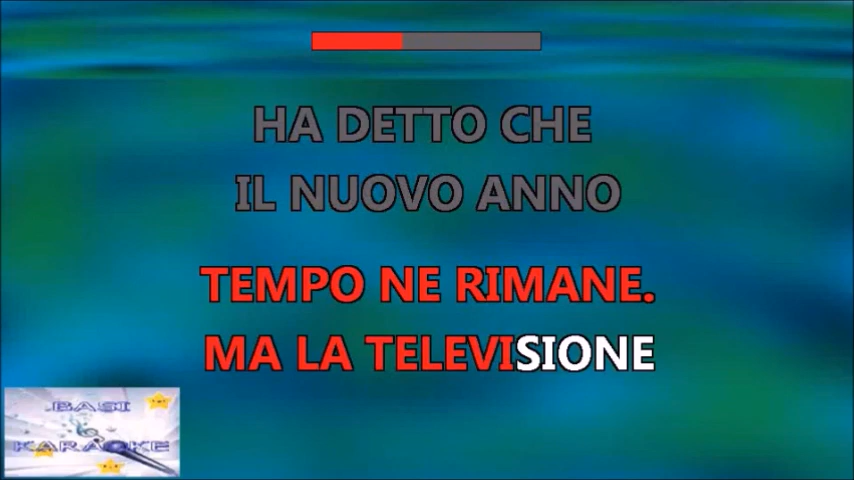 HA DETTO CHE
IL NUOVO ANNO
TEMPO NE RIMANE.
MA LA TELEVISIONE
BASI
KARAOKE